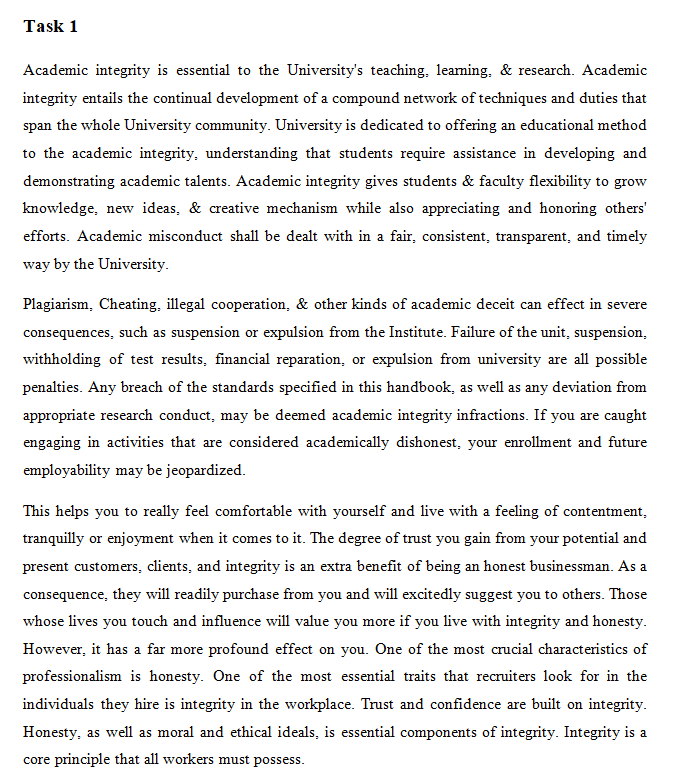 Task 1
Academic integrity is essential to the University's teaching, learning, & research. Academic
integrity entails the continual development of a compound network of techniques and duties that
span the whole University community. University is dedicated to offering an educational method
to the academic integrity, understanding that students require assistance in developing and
demonstrating academic talents. Academic integrity gives students & faculty flexibility to grow
knowledge, new ideas, & creative mechanism while also appreciating and honoring others'
efforts. Academic misconduct shall be dealt with in a fair, consistent, transparent, and timely
way by the University.
Plagiarism, Cheating, illegal cooperation, & other kinds of academic deceit can effect in severe
consequences, such as suspension or expulsion from the Institute. Failure of the unit, suspension,
withholding of test results, financial reparation, or expulsion from university are all possible
penalties. Any breach of the standards specified in this handbook, as well as any deviation from
appropriate research conduct, may be deemed academic integrity infractions. If you are caught
engaging in activities that are considered academically dishonest, your enrollment and future
employability may be jeopardized.
This helps you to really feel comfortable with yourself and live with a feeling of contentment,
tranquilly or enjoyment when it comes to it. The degree of trust you gain from your potential and
present customers, clients, and integrity is an extra benefit of being an honest businessman. As a
consequence, they will readily purchase from you and will excitedly suggest you to others. Those
whose lives you touch and influence will value you more if you live with integrity and honesty.
However, it has a far more profound effect on you. One of the most crucial characteristics of
professionalism is honesty. One of the most essential traits that recruiters look for in the
individuals they hire is integrity in the workplace. Trust and confidence are built on integrity.
Honesty, as well as moral and ethical ideals, is essential components of integrity. Integrity is a
core principle that all workers must possess.